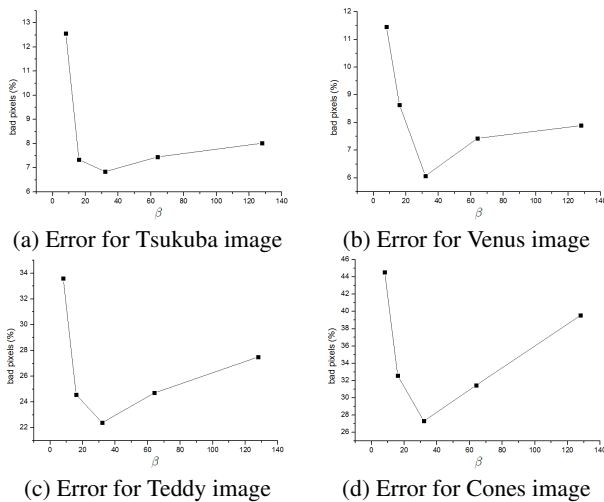 13
12
11
10
9
8
7
6
bad pixels (%)
0 20 40 60 80 100 120 140
β
(a) Error for Tsukuba image
11
10
9
8
7
6
bad pixels (%)
0 20 40 60 80 100 120 140
β
(b) Error for Venus image
34
32
30
28
26
24
22
bad pixels (%)
0 20 40 60 80 100 120 140
β
(c) Error for Teddy image
46
44
42
40
38
36
34
32
30
28
26
bad pixels (%)
0 20 40 60 80 100 120 140
β
(d) Error for Cones image